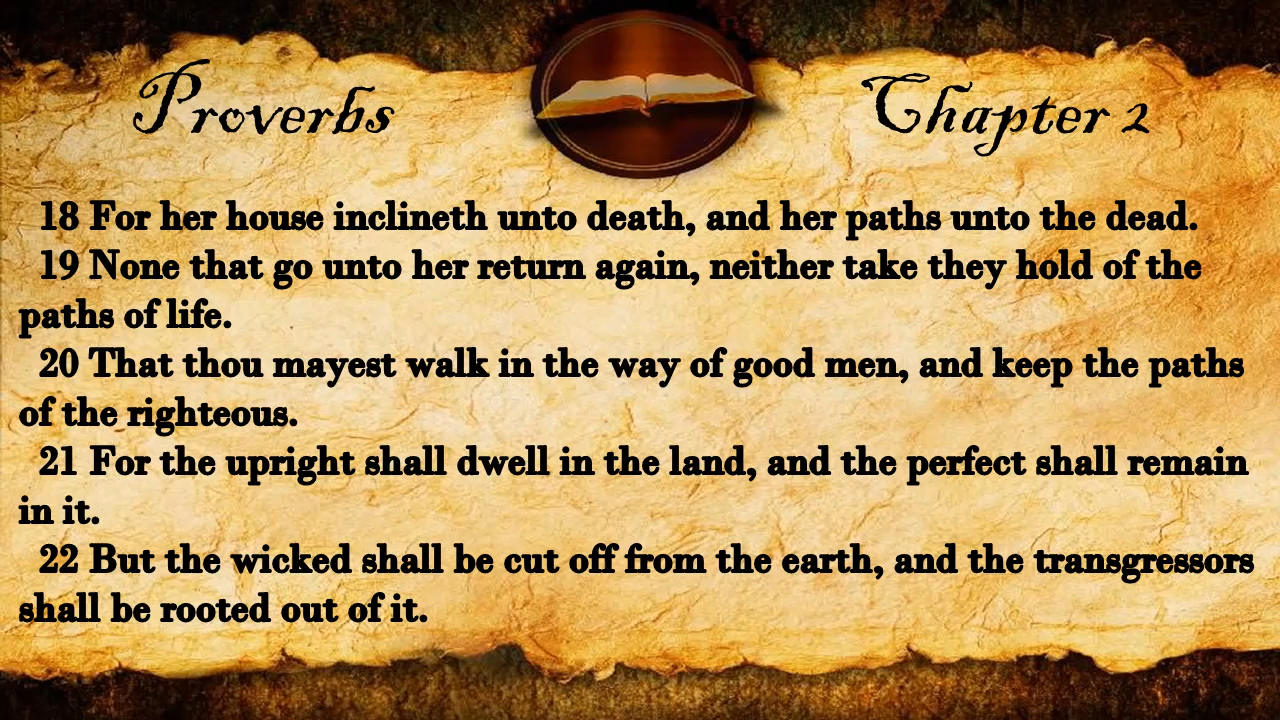 Proverbs
Chapter 2
18 For her house inclineth unto death, and her paths unto the dead.
19 None that go unto her return again, neither take they hold of the
paths of life.
20 That thou mayest walk in the way of good men, and keep the paths
of the righteous.
21 For the upright shall dwell in the land, and the perfect shall remain
in it.
22 But the wicked shall be cut off from the earth, and the transgressors
shall be rooted out of it.